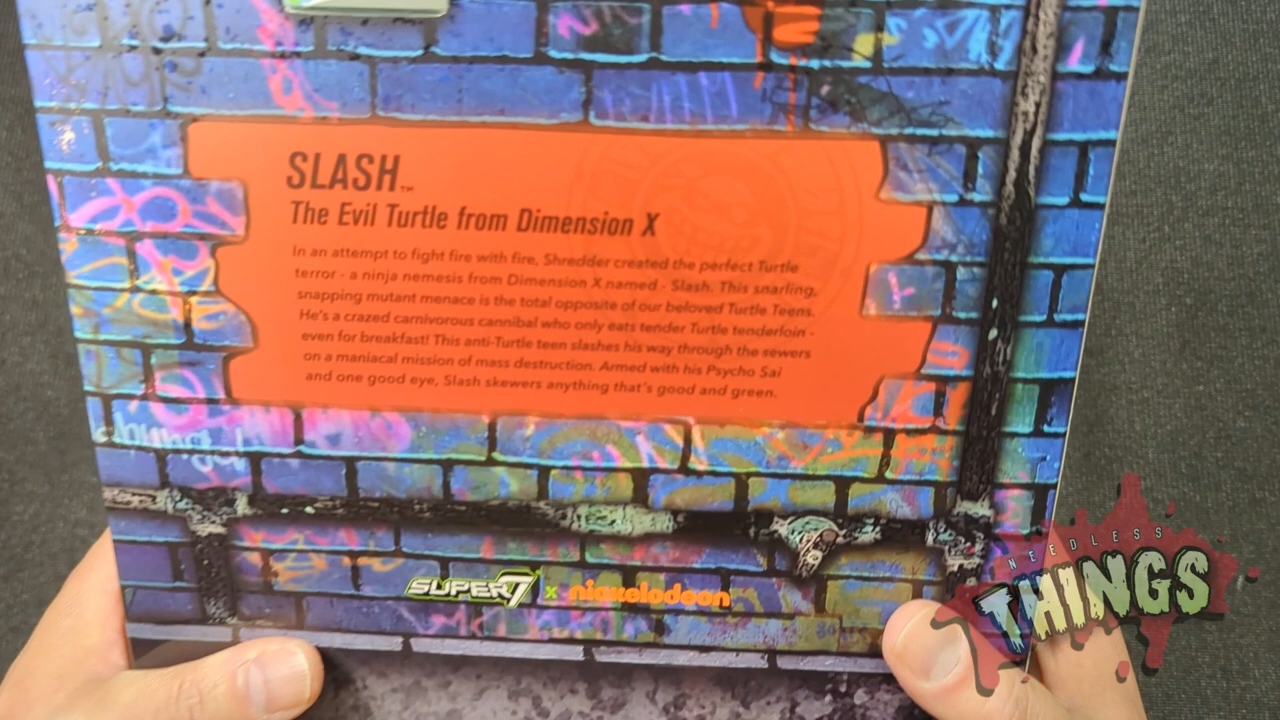 SLASH™
The Evil Turtle from Dimension X
In an attempt to fight fire with fire, Shredder created the perfect Turtle
terror - a ninja nemesis from Dimension X named - Slash. This snarling,
snapping mutant menace is the total opposite of our beloved Turtle Teens.
He's a crazed carnivorous cannibal who only eats tender Turtle tenderloin -
even for breakfast! This anti-Turtle teen slashes his way through the sewers
on a maniacal mission of mass destruction. Armed with his Psycho Sai
and one good eye, Slash skewers anything that's good and green.
SUPER7 x nickelodeon
NEEDLESS
THINGS